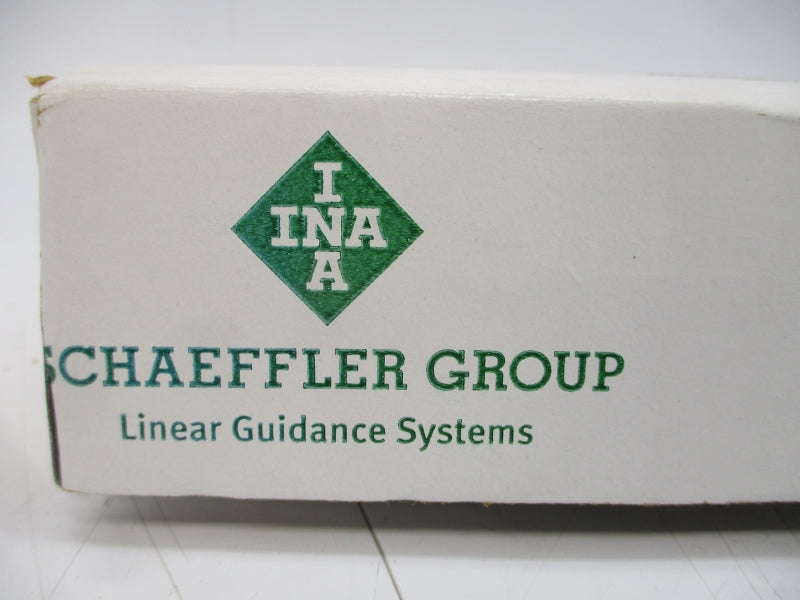 I
INA
A
SCHAEFFLER GROUP
Linear Guidance Systems